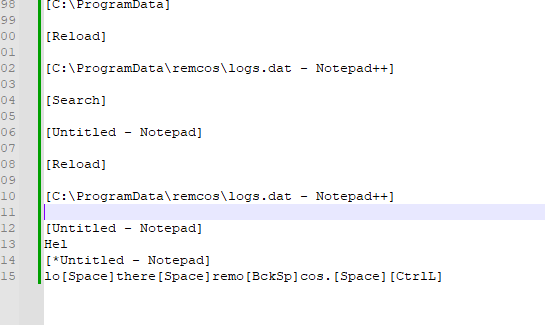 98 [C:\ProgramData]
99
00 [Reload]
01
02 [C:\ProgramData\remcos\logs.dat - Notepad++]
03
04 [Search]
05
06 [Untitled - Notepad]
07
08 [Reload]
09
10 [C:\ProgramData\remcos\logs.dat - Notepad++]
11
12 [Untitled - Notepad]
13 Hel
14 [*Untitled - Notepad]
15 lo[Space]there[Space]remo[BckSp]cos.[Space][CtrlL]